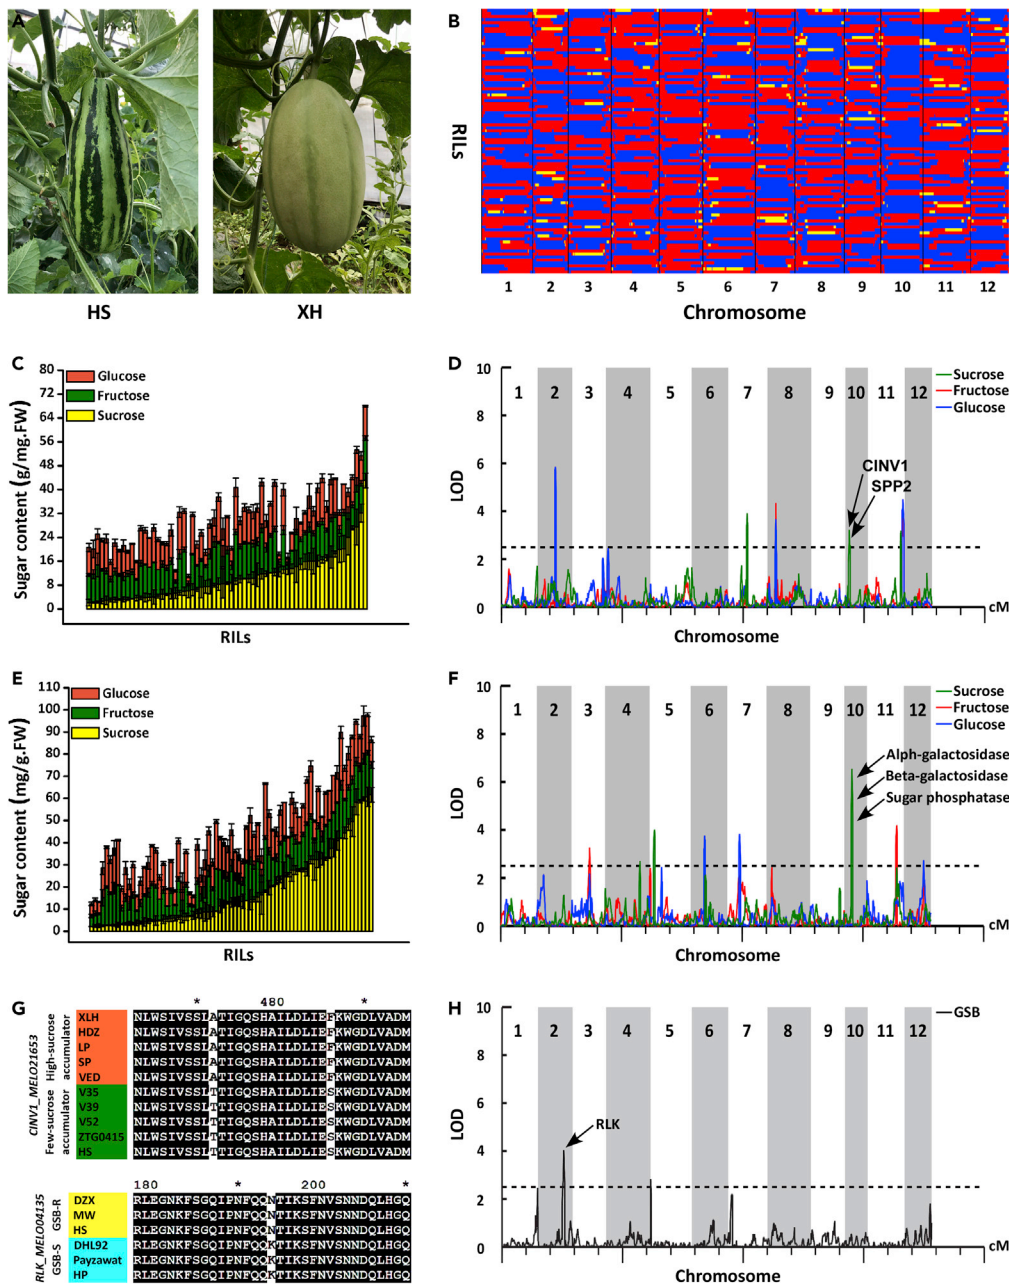 A
HS
XH
B
RILs
1 2 3 4 5 6 7 8 9 10 11 12
Chromosome
C
Sugar content (g/mg.FW)
80
72
64
56
48
40
32
24
16
8
0
Glucose
Fructose
Sucrose
RILs
D
LOD
10
8
6
4
2
0
1 2 3 4 5 6 7 8 9 10 11 12
Sucrose
Fructose
Glucose
CINV1
SPP2
cM
Chromosome
E
Sugar content (mg/g.FW)
110
100
90
80
70
60
50
40
30
20
10
0
Glucose
Fructose
Sucrose
RILs
F
LOD
10
8
6
4
2
0
1 2 3 4 5 6 7 8 9 10 11 12
Sucrose
Fructose
Glucose
Alph-galactosidase
Beta-galactosidase
Sugar phosphatase
cM
Chromosome
G
CINV1_MELO21653
High-sucrose accumulator
Few-sucrose accumulator
* 480 *
XLH NLWSIVSSLATIGQSHAILDLIEFKWGDLVADM
HDZ NLWSIVSSLATIGQSHAILDLIEFKWGDLVADM
LP NLWSIVSSLATIGQSHAILDLIEFKWGDLVADM
SP NLWSIVSSLATIGQSHAILDLIEFKWGDLVADM
VED NLWSIVSSLATIGQSHAILDLIEFKWGDLVADM
V35 NLWSIVSSLTTIGQSHAILDLIESKWGDLVADM
V39 NLWSIVSSLTTIGQSHAILDLIESKWGDLVADM
V52 NLWSIVSSLTTIGQSHAILDLIESKWGDLVADM
ZTG0415 NLWSIVSSLTTIGQSHAILDLIESKWGDLVADM
HS NLWSIVSSLTTIGQSHAILDLIESKWGDLVADM
RLK_MELO04135
GSB-R
GSB-S
180 * 200 *
DZX RLEGNKFSGQIPNFQQNTIKSFNVSNNDQLHGQ
MW RLEGNKFSGQIPNFQQNTIKSFNVSNNDQLHGQ
HS RLEGNKFSGQIPNFQQNTIKSFNVSNNDQLHGQ
DHL92 RLEGNKFSGQIPNFQQKTIKSFNVSNNDQLHGQ
Payzawat RLEGNKFSGQIPNFQQKTIKSFNVSNNDQLHGQ
HP RLEGNKFSGQIPNFQQKTIKSFNVSNNDQLHGQ
H
LOD
10
8
6
4
2
0
1 2 3 4 5 6 7 8 9 10 11 12
GSB
RLK
cM
Chromosome